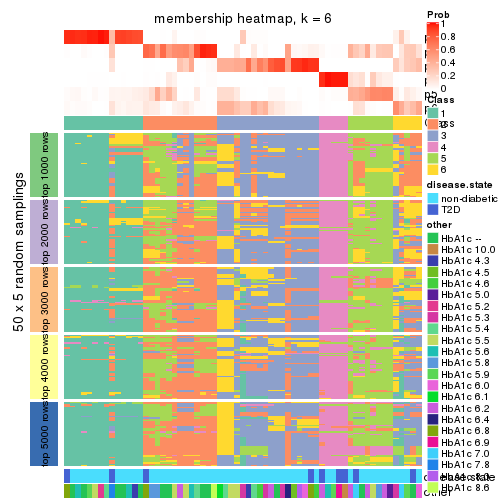 membership heatmap, k = 6
Prob
1
0.8
0.6
0.4
0.2
0
Class
1
2
3
4
5
6
disease.state
non-diabetic
T2D
other
HbA1c --
HbA1c 10.0
HbA1c 4.3
HbA1c 4.5
HbA1c 4.6
HbA1c 5.0
HbA1c 5.2
HbA1c 5.3
HbA1c 5.4
HbA1c 5.5
HbA1c 5.6
HbA1c 5.8
HbA1c 5.9
HbA1c 6.0
HbA1c 6.1
HbA1c 6.2
HbA1c 6.4
HbA1c 6.8
HbA1c 6.9
HbA1c 7.0
HbA1c 7.8
HbA1c 8.6
50 x 5 random samplings
top 1000 rows
top 2000 rows
top 3000 rows
top 4000 rows
top 5000 rows